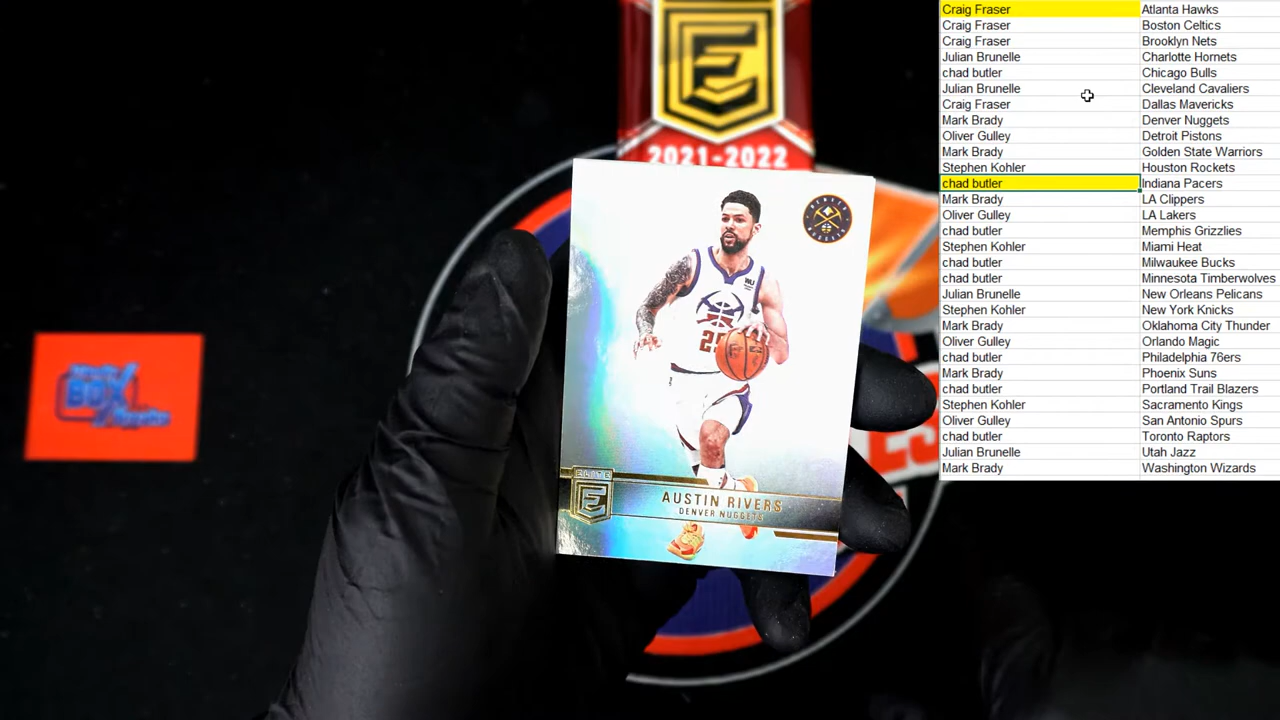 Craig Fraser Atlanta Hawks
Craig Fraser Boston Celtics
Craig Fraser Brooklyn Nets
Julian Brunelle Charlotte Hornets
chad butler Chicago Bulls
Julian Brunelle Cleveland Cavaliers
Craig Fraser Dallas Mavericks
Mark Brady Denver Nuggets
Oliver Gulley Detroit Pistons
Mark Brady Golden State Warriors
Stephen Kohler Houston Rockets
chad butler Indiana Pacers
Mark Brady LA Clippers
Oliver Gulley LA Lakers
chad butler Memphis Grizzlies
Stephen Kohler Miami Heat
chad butler Milwaukee Bucks
chad butler Minnesota Timberwolves
Julian Brunelle New Orleans Pelicans
Stephen Kohler New York Knicks
Mark Brady Oklahoma City Thunder
Oliver Gulley Orlando Magic
chad butler Philadelphia 76ers
Mark Brady Phoenix Suns
chad butler Portland Trail Blazers
Stephen Kohler Sacramento Kings
Oliver Gulley San Antonio Spurs
chad butler Toronto Raptors
Julian Brunelle Utah Jazz
Mark Brady Washington Wizards
E
2021-2022
DENVER
NUGGETS
ELITE
E
AUSTIN RIVERS
DENVER NUGGETS
BOX